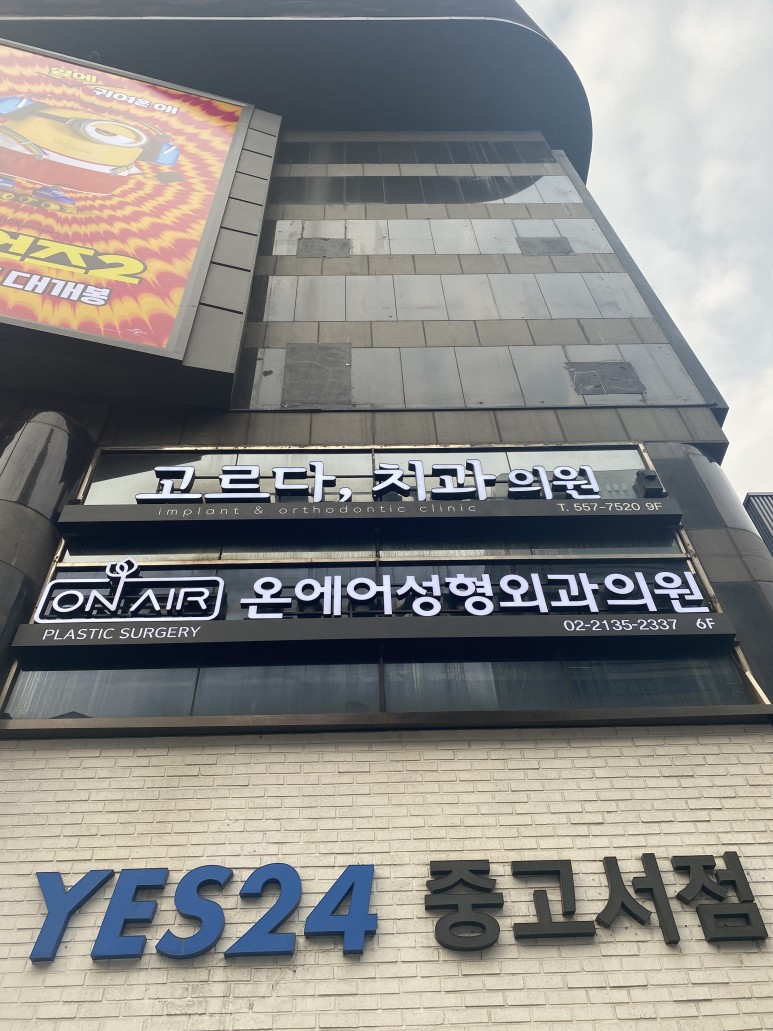 귀여운 애
즈2
대개봉
고르다, 치과 의원
implant & orthodontic clinic T. 557-7520 9F
ON AIR 온에어성형외과의원
PLASTIC SURGERY 02-2135-2337 6F
YES24 중고서점